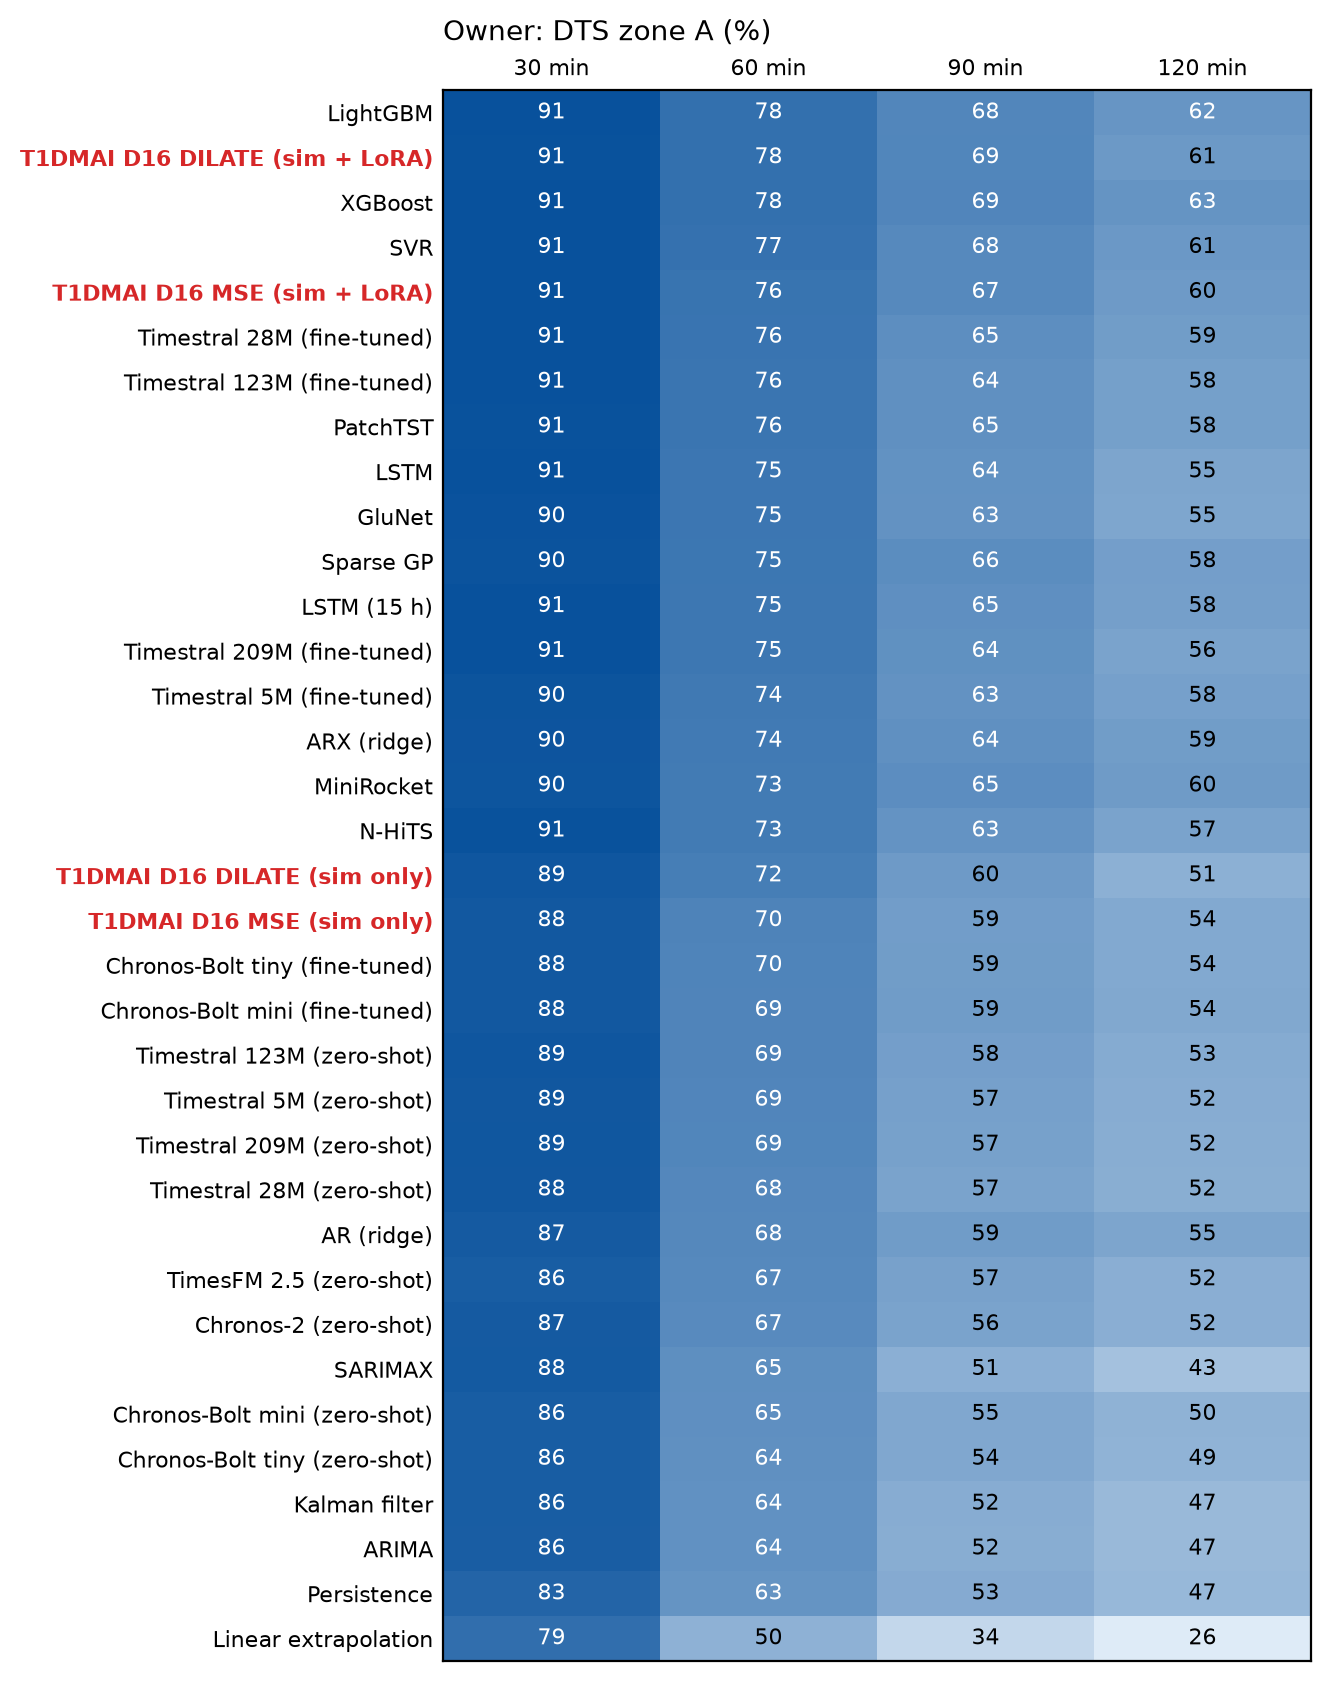 Owner: DTS zone A (%)
30 min 60 min 90 min 120 min
LightGBM 91 78 68 62
T1DMAI D16 DILATE (sim + LoRA) 91 78 69 61
XGBoost 91 78 69 63
SVR 91 77 68 61
T1DMAI D16 MSE (sim + LoRA) 91 76 67 60
Timestral 28M (fine-tuned) 91 76 65 59
Timestral 123M (fine-tuned) 91 76 64 58
PatchTST 91 76 65 58
LSTM 91 75 64 55
GluNet 90 75 63 55
Sparse GP 90 75 66 58
LSTM (15 h) 91 75 65 58
Timestral 209M (fine-tuned) 91 75 64 56
Timestral 5M (fine-tuned) 90 74 63 58
ARX (ridge) 90 74 64 59
MiniRocket 90 73 65 60
N-HiTS 91 73 63 57
T1DMAI D16 DILATE (sim only) 89 72 60 51
T1DMAI D16 MSE (sim only) 88 70 59 54
Chronos-Bolt tiny (fine-tuned) 88 70 59 54
Chronos-Bolt mini (fine-tuned) 88 69 59 54
Timestral 123M (zero-shot) 89 69 58 53
Timestral 5M (zero-shot) 89 69 57 52
Timestral 209M (zero-shot) 89 69 57 52
Timestral 28M (zero-shot) 88 68 57 52
AR (ridge) 87 68 59 55
TimesFM 2.5 (zero-shot) 86 67 57 52
Chronos-2 (zero-shot) 87 67 56 52
SARIMAX 88 65 51 43
Chronos-Bolt mini (zero-shot) 86 65 55 50
Chronos-Bolt tiny (zero-shot) 86 64 54 49
Kalman filter 86 64 52 47
ARIMA 86 64 52 47
Persistence 83 63 53 47
Linear extrapolation 79 50 34 26